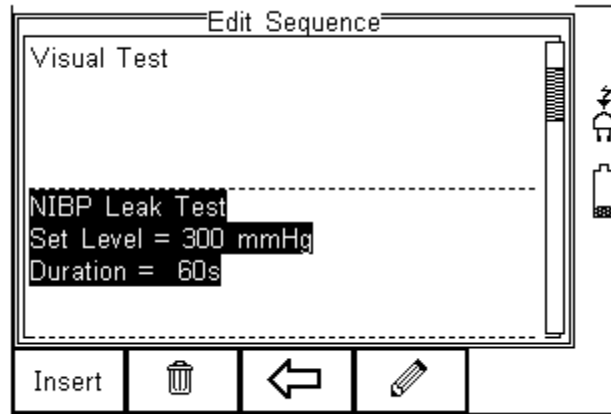 Edit Sequence
Visual Test
NIBP Leak Test
Set Level = 300 mmHg
Duration =  60s
Insert